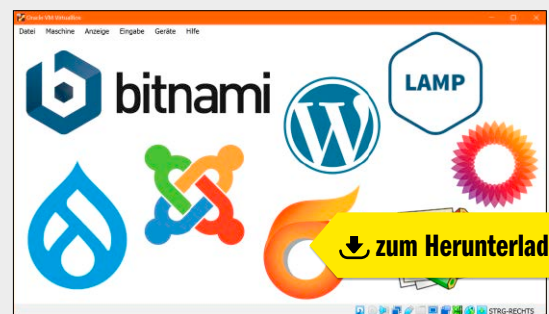 Oracle VM VirtualBox
Datei Maschine Anzeige Eingabe Geräte Hilfe
bitnami
LAMP
zum Herunterlad
STRG-RECHTS